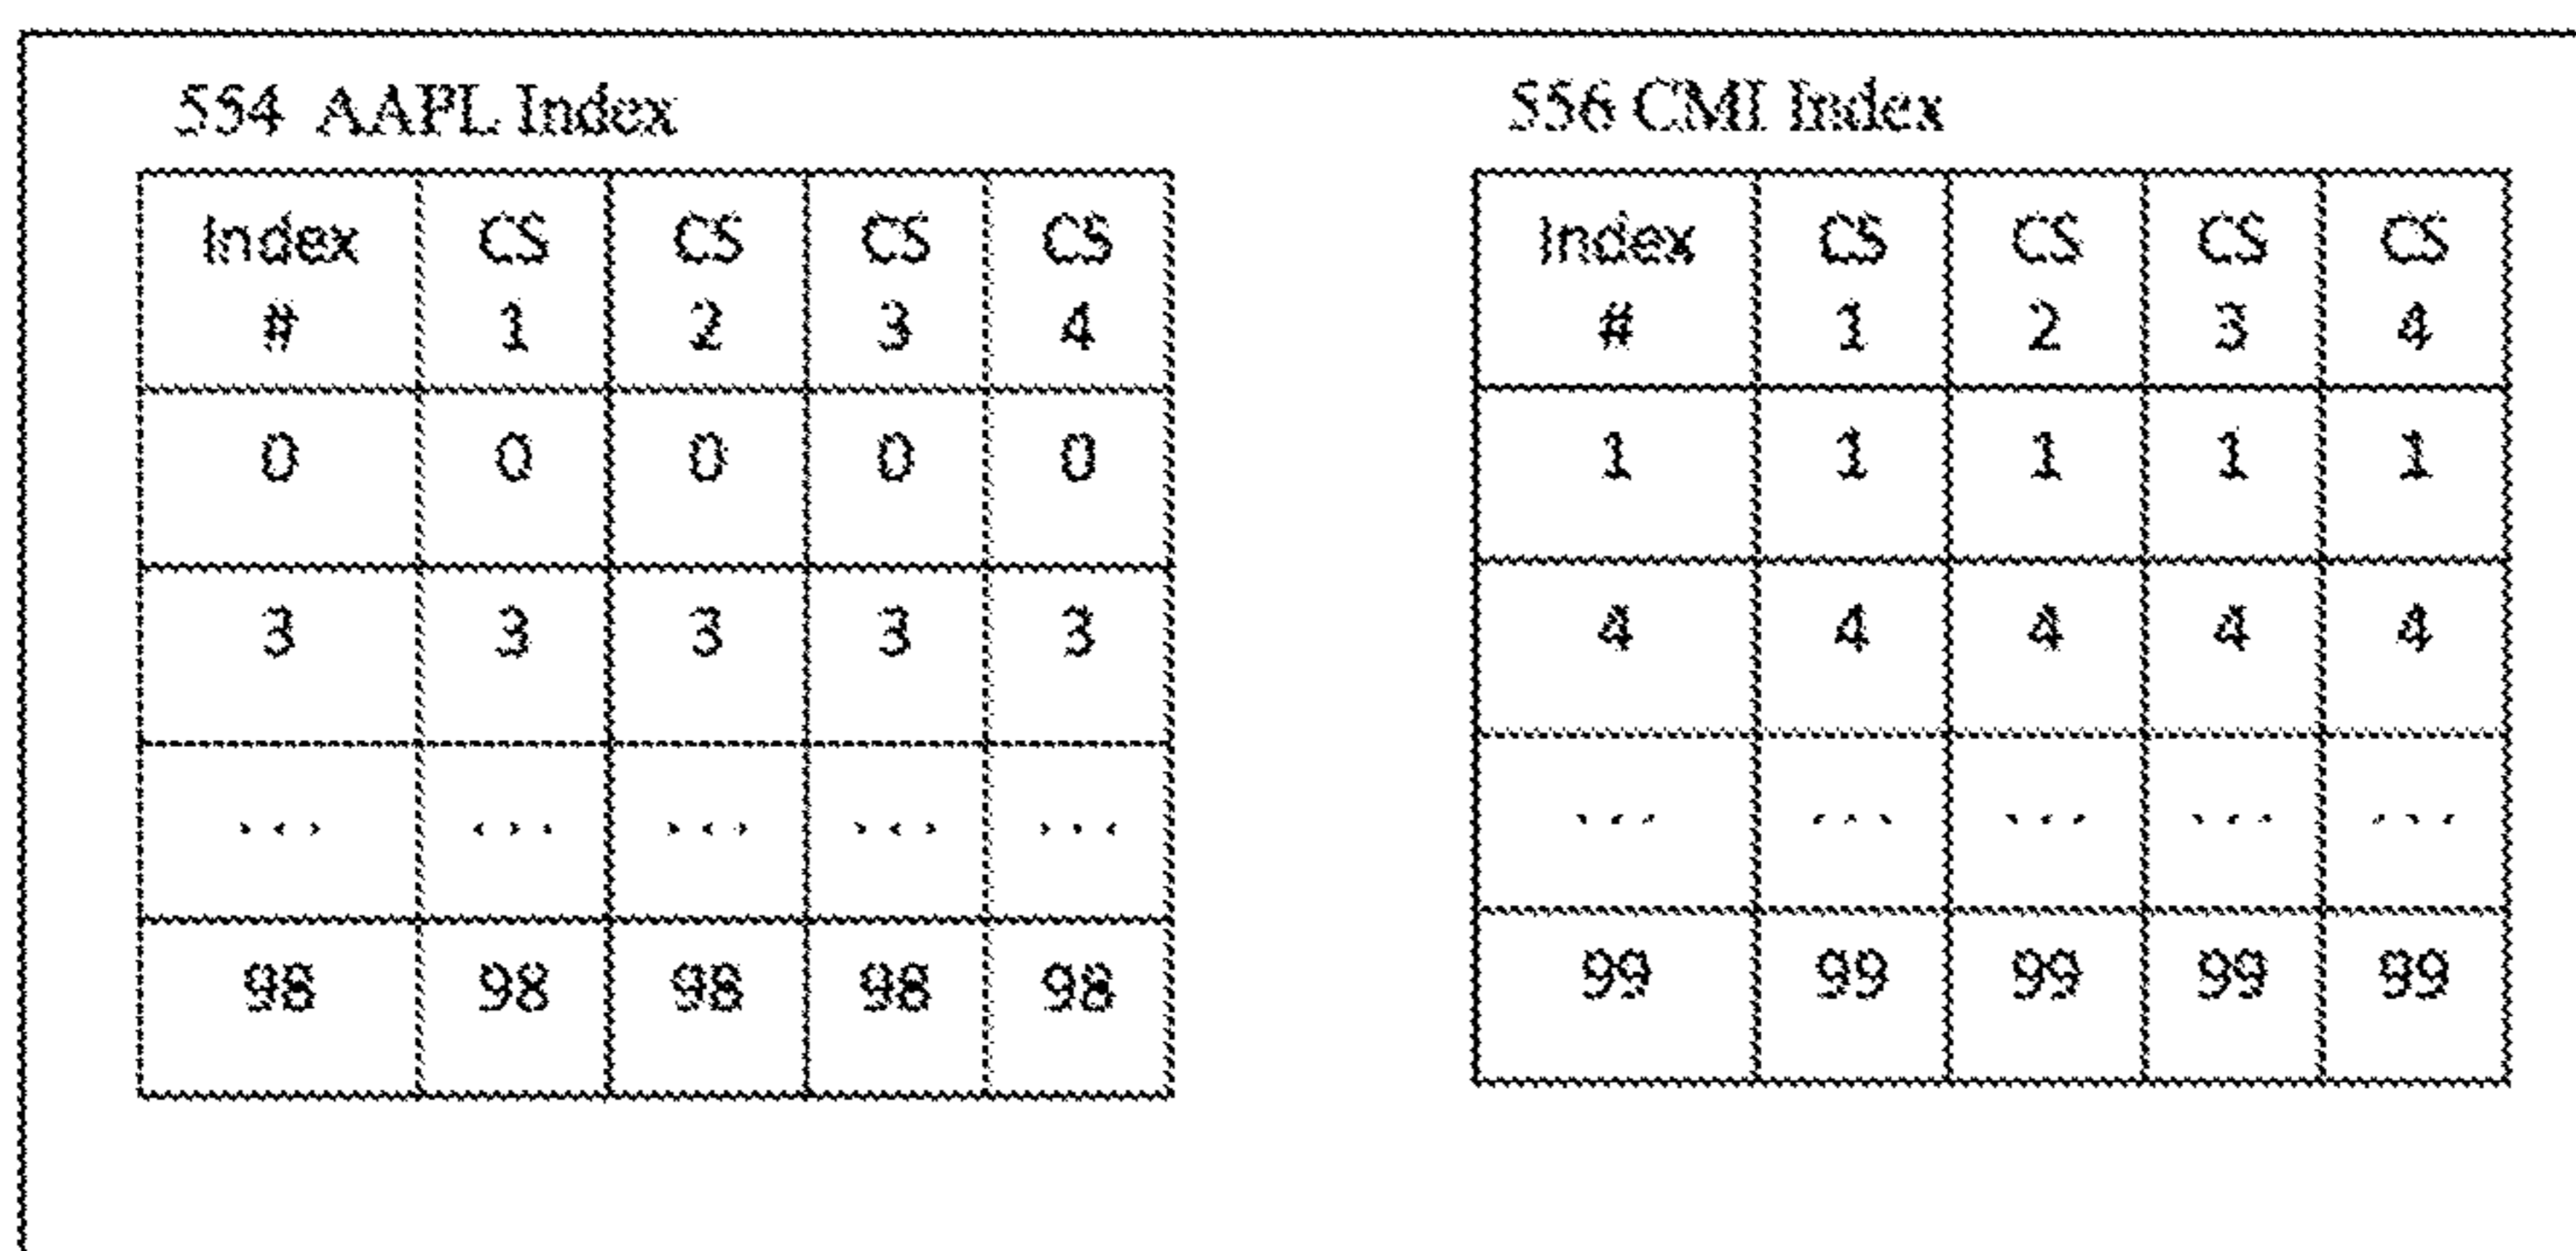 554 AAPL Index
Index # CS 1 CS 2 CS 3 CS 4
0 0 0 0 0
3 3 3 3 3
... ... ... ... ...
98 98 98 98 98
556 CMI Index
Index # CS 1 CS 2 CS 3 CS 4
1 1 1 1 1
4 4 4 4 4
... ... ... ... ...
99 99 99 99 99